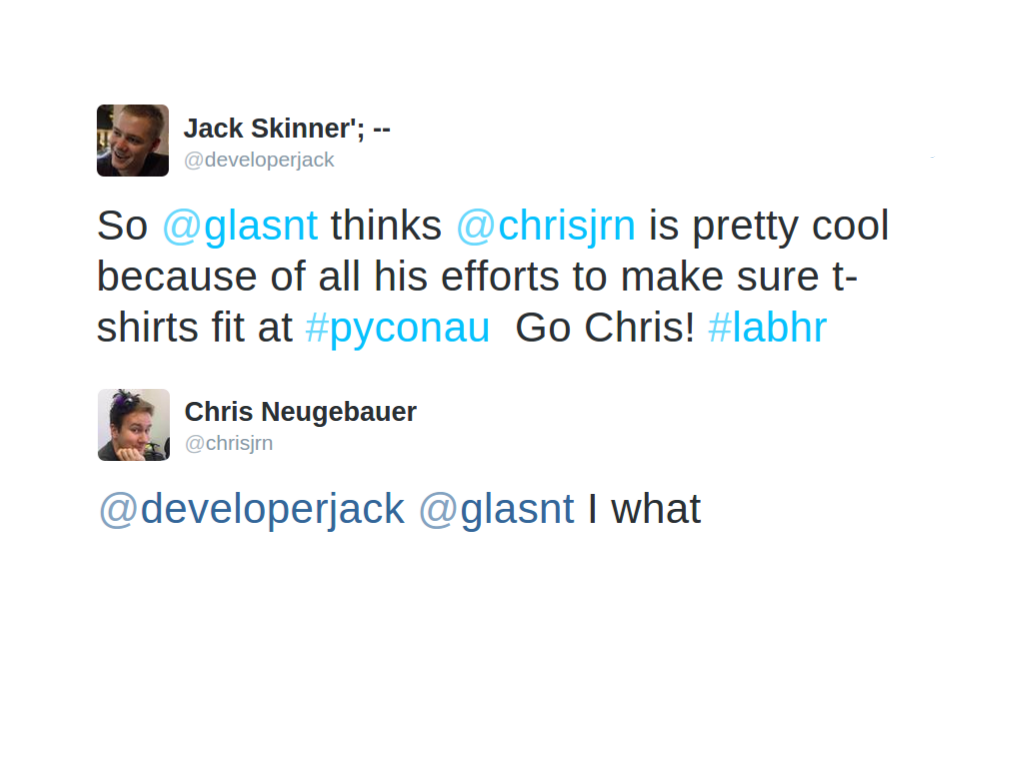 Jack Skinner'; --
@developerjack
So @glasnt thinks @chrisjrn is pretty cool
because of all his efforts to make sure t-
shirts fit at #pyconau  Go Chris! #labhr
Chris Neugebauer
@chrisjrn
@developerjack @glasnt I what